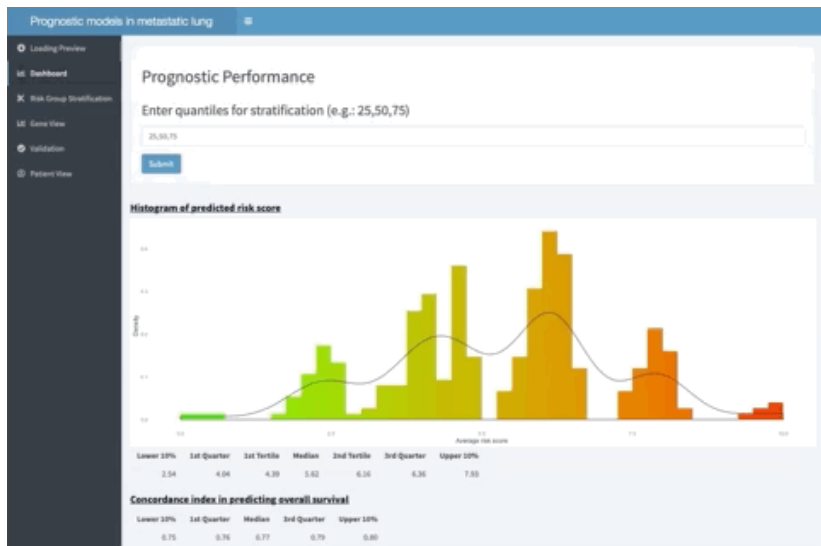 Prognostic models in metastatic lung
Loading Preview
Dashboard
Risk Group Stratification
Gene View
Validation
Patient View
Prognostic Performance
Enter quantiles for stratification (e.g.: 25,50,75)
25,50,75
Submit
Histogram of predicted risk score
Density
Average risk score
Lower 10% 1st Quarter 1st Tertile Median 2nd Tertile 3rd Quarter Upper 10%
2.54 4.04 4.39 5.62 6.16 6.36 7.93
Concordance index in predicting overall survival
Lower 10% 1st Quarter Median 3rd Quarter Upper 10%
0.75 0.76 0.77 0.79 0.80